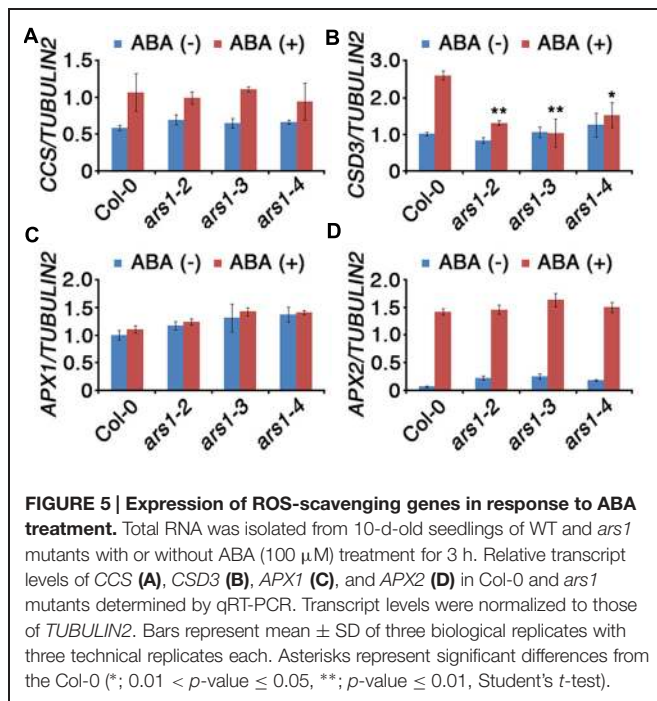 A
ABA (-) ABA (+)
CCS/TUBULIN2
1.5
1.0
0.5
0
Col-0
ars1-2
ars1-3
ars1-4
B
ABA (-) ABA (+)
CSD3/TUBULIN2
3.0
2.0
1.0
0
** ** *
Col-0
ars1-2
ars1-3
ars1-4
C
ABA (-) ABA (+)
APX1/TUBULIN2
2.0
1.5
1.0
0.5
0
Col-0
ars1-2
ars1-3
ars1-4
D
ABA (-) ABA (+)
APX2/TUBULIN2
2.0
1.5
1.0
0.5
0
Col-0
ars1-2
ars1-3
ars1-4
FIGURE 5 | Expression of ROS-scavenging genes in response to ABA
treatment. Total RNA was isolated from 10-d-old seedlings of WT and ars1
mutants with or without ABA (100 μM) treatment for 3 h. Relative transcript
levels of CCS (A), CSD3 (B), APX1 (C), and APX2 (D) in Col-0 and ars1
mutants determined by qRT-PCR. Transcript levels were normalized to those
of TUBULIN2. Bars represent mean ± SD of three biological replicates with
three technical replicates each. Asterisks represent significant differences from
the Col-0 (*; 0.01 < p-value ≤ 0.05, **; p-value ≤ 0.01, Student's t-test).